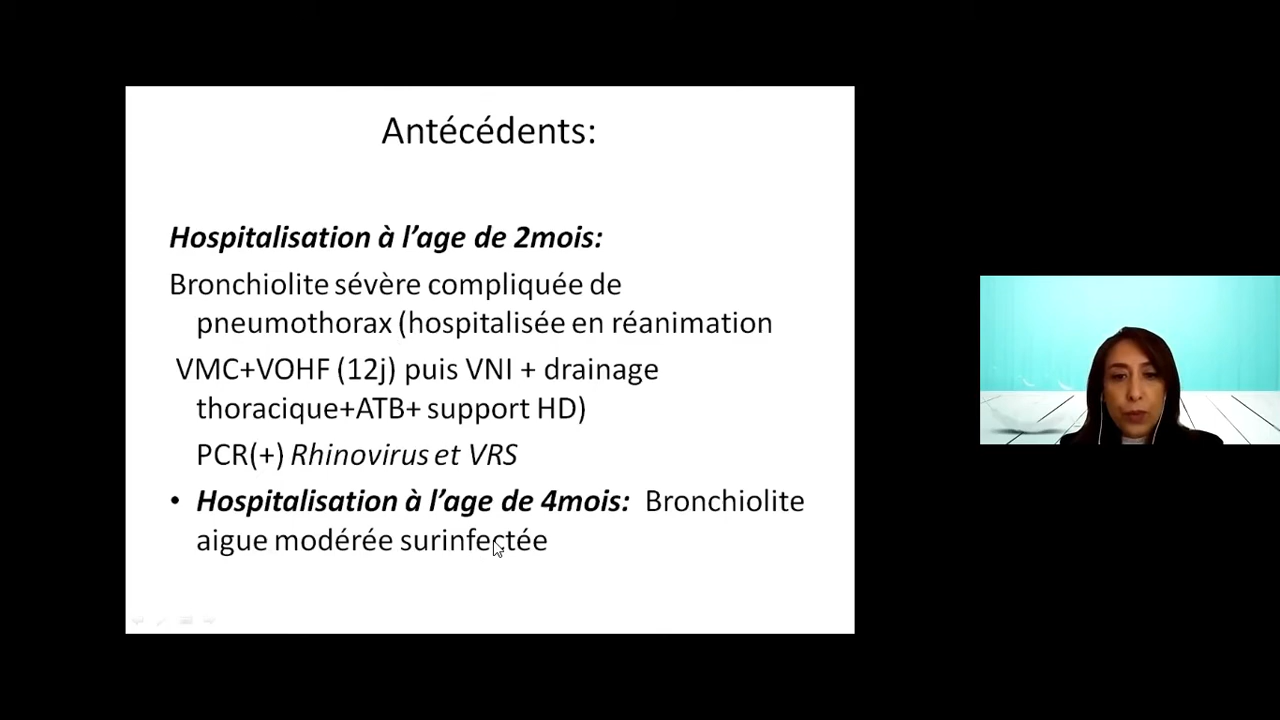 Antécédents:
Hospitalisation à l’age de 2mois:
Bronchiolite sévère compliquée de
pneumothorax (hospitalisée en réanimation
VMC+VOHF (12j) puis VNI + drainage
thoracique+ATB+ support HD)
PCR(+) Rhinovirus et VRS
• Hospitalisation à l’age de 4mois: Bronchiolite
aigue modérée surinfectée